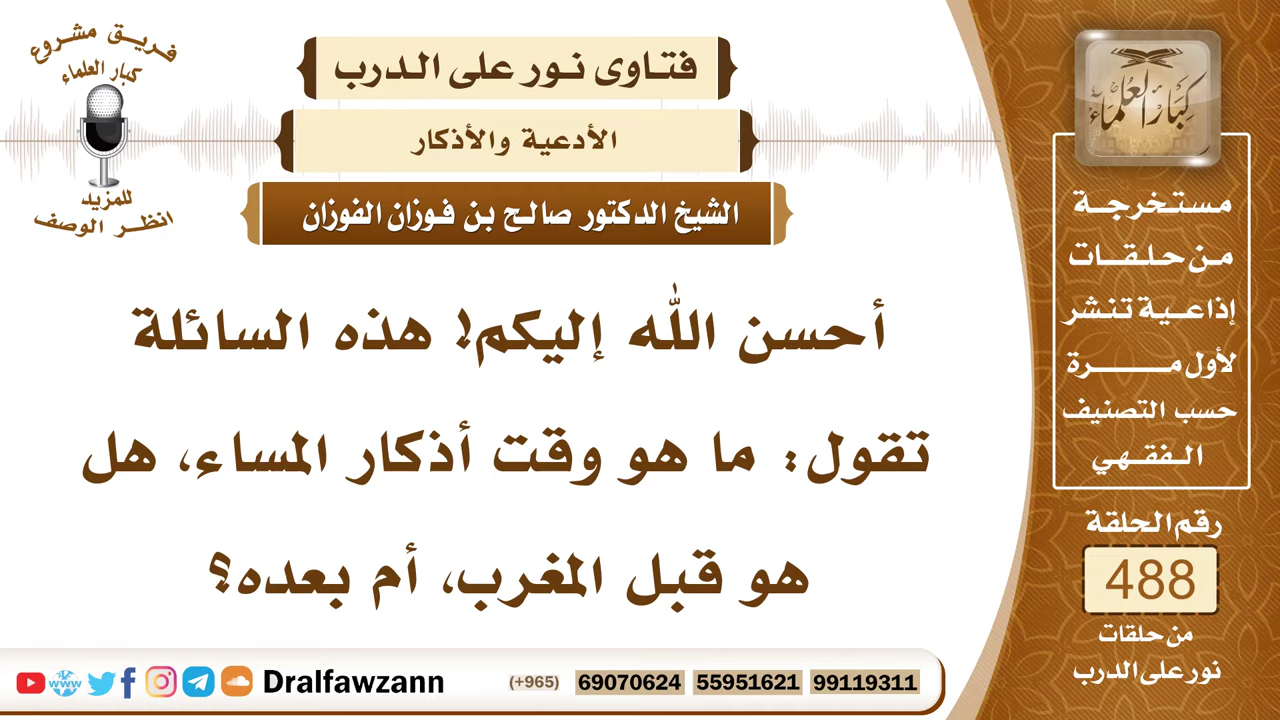 فريق مشروع
كبار العلماء
للمزيد
انظر الوصف
فتاوى نور على الدرب
الأدعية والأذكار
الشيخ الدكتور صالح بن فوزان الفوزان
أحسن الله إليكم! هذه السائلة
تقول: ما هو وقت أذكار المساء، هل
هو قبل المغرب، أم بعده؟
كبار العلماء
مستخرجة
من حلقات
إذاعية تنشر
لأول مرة
حسب التصنيف
الفقهي
رقم الحلقة
488
من حلقات
نور على الدرب
www Dralfawzann (+965) 69070624 55951621 99119311